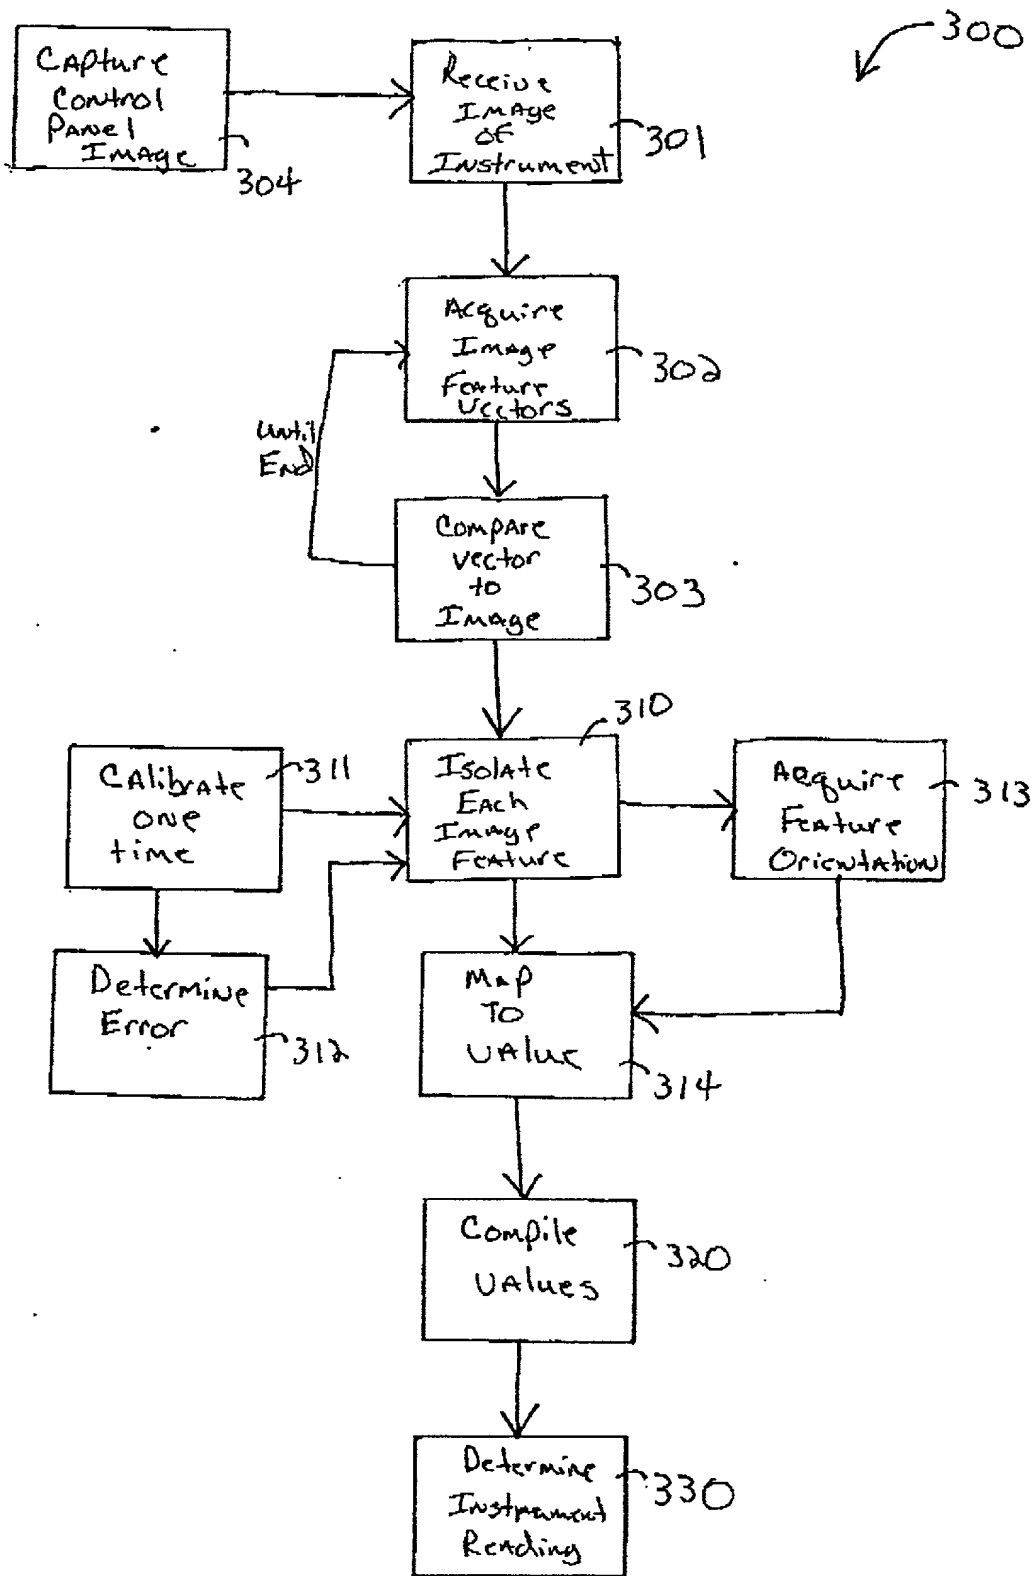 300
Capture
Control
Panel
Image
304
Receive
Image
of
Instrument
301
Acquire
Image
Feature
Vectors
302
Until
End
Compare
Vector
to
Image
303
310
Calibrate
one
time
311
Isolate
Each
Image
Feature
Acquire
Feature
Orientation
313
Determine
Error
312
Map
To
Value
314
Compile
Values
320
Determine
Instrument
Reading
330